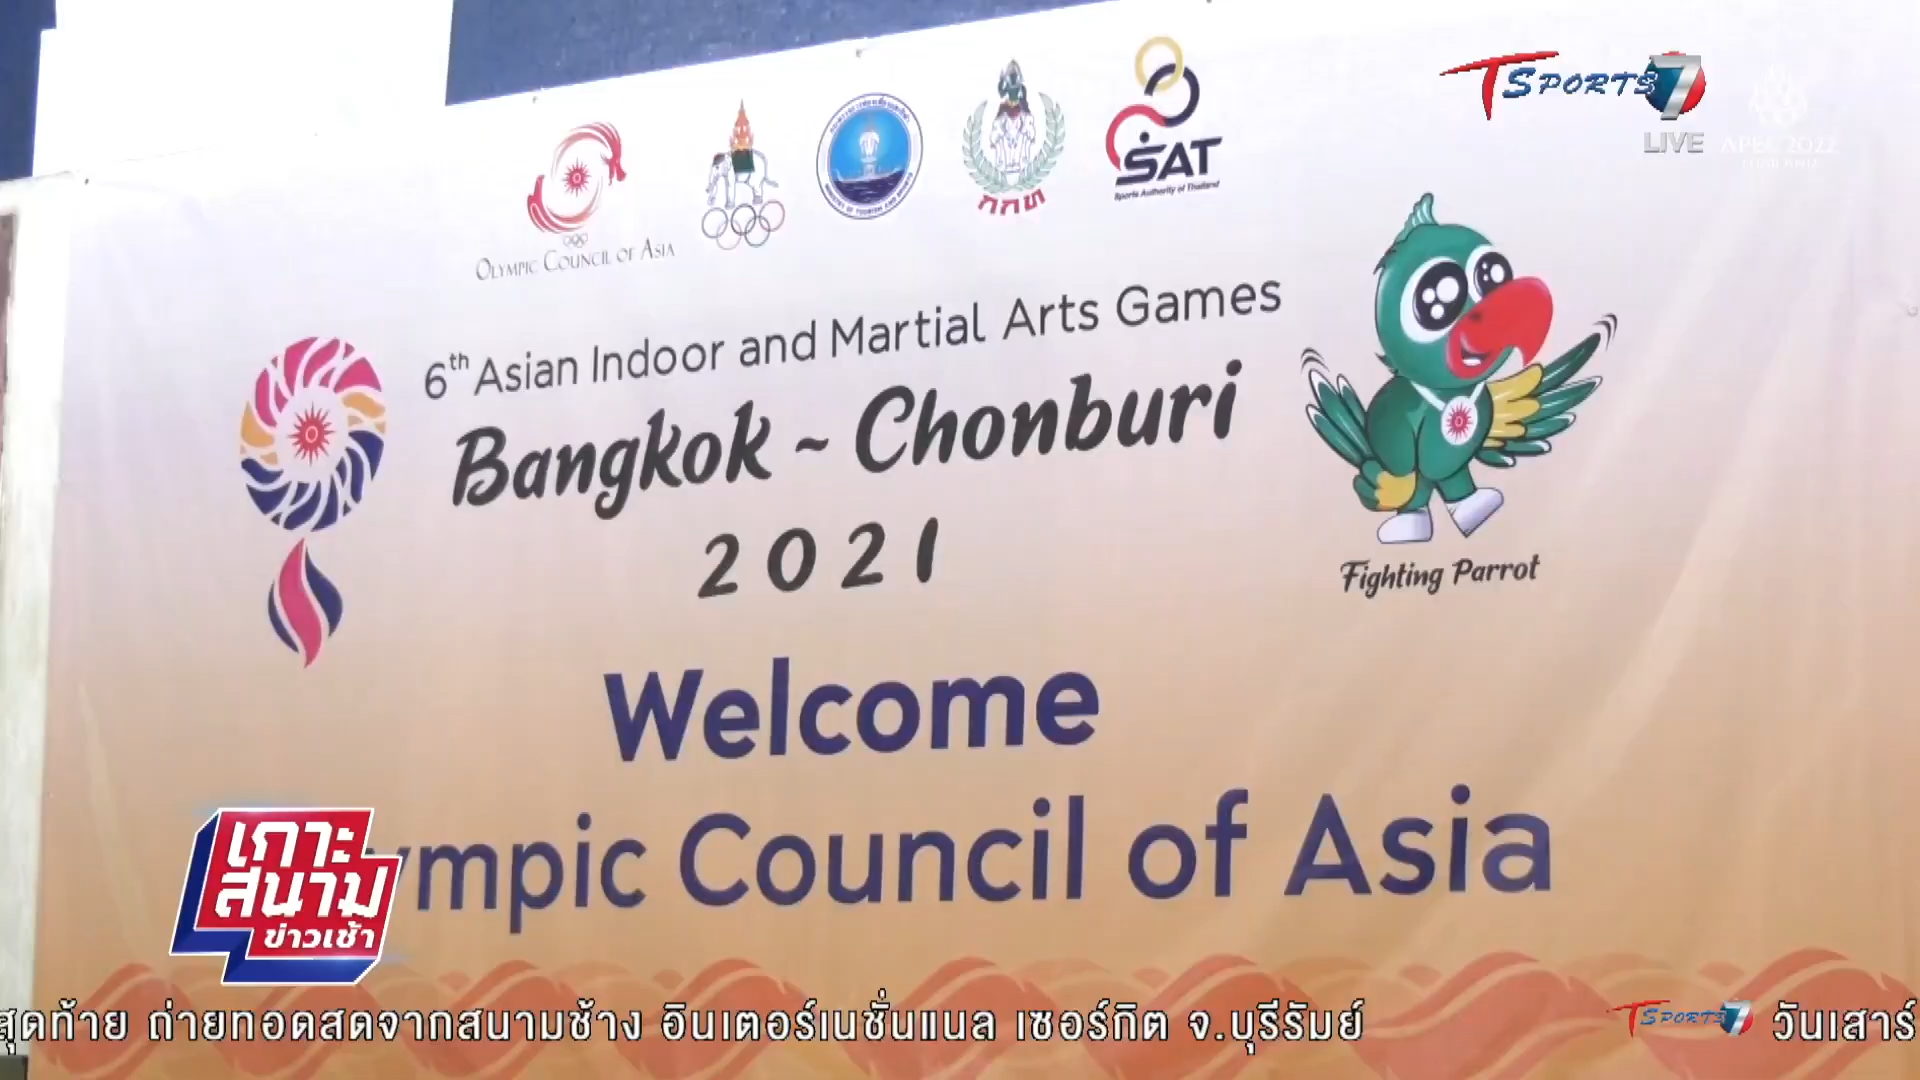 TSPORTS 7
LIVE
APEC 2022
SAT
Sports Authority of Thailand
กกท
OLYMPIC COUNCIL OF ASIA
6th Asian Indoor and Martial Arts Games
Bangkok ~ Chonburi
2021
Fighting Parrot
Welcome
ympic Council of Asia
เกาะ
สนาม
ข่าวเช้า
สุดท้าย ถ่ายทอดสดจากสนามช้าง อินเตอร์เนชั่นแนล เซอร์กิต จ.บุรีรัมย์ TSPORTS 7 วันเสาร์